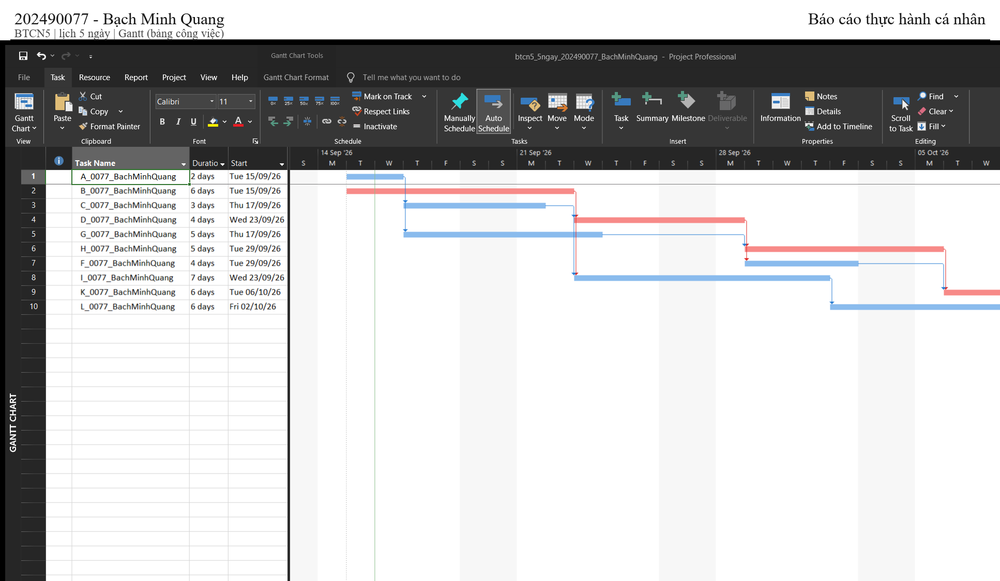 202490077 - Bạch Minh Quang
Báo cáo thực hành cá nhân
BTCN5 | lịch 5 ngày | Gantt (bảng công việc)
Gantt Chart Tools
btcn5_5ngay_202490077_BachMinhQuang - Project Professional
File Task Resource Report Project View Help Gantt Chart Format Tell me what you want to do
Gantt Chart
View
Paste
Cut
Copy
Format Painter
Clipboard
Calibri 11
B I U A
Font
0% 25% 50% 75% 100%
Mark on Track
Respect Links
Inactivate
Schedule
Manually Schedule
Auto Schedule
Inspect
Move
Mode
Tasks
Task
Summary
Milestone
Deliverable
Insert
Information
Notes
Details
Add to Timeline
Properties
Scroll to Task
Find
Clear
Fill
Editing
Task Name Duratio Start
14 Sep '26 21 Sep '26 28 Sep '26 05 Oct '26
S M T W T F S S M T W T F S S M T W T F S S M T W
1 A_0077_BachMinhQuang 2 days Tue 15/09/26
2 B_0077_BachMinhQuang 6 days Tue 15/09/26
3 C_0077_BachMinhQuang 3 days Thu 17/09/26
4 D_0077_BachMinhQuang 4 days Wed 23/09/26
5 G_0077_BachMinhQuang 5 days Thu 17/09/26
6 H_0077_BachMinhQuang 5 days Tue 29/09/26
7 F_0077_BachMinhQuang 4 days Tue 29/09/26
8 I_0077_BachMinhQuang 7 days Wed 23/09/26
9 K_0077_BachMinhQuang 6 days Tue 06/10/26
10 L_0077_BachMinhQuang 6 days Fri 02/10/26
GANTT CHART